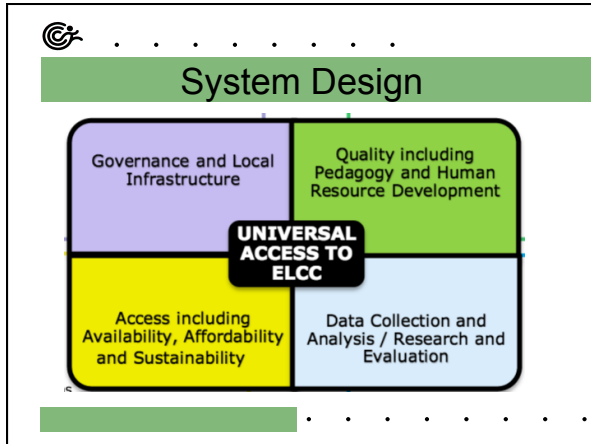 System Design
Governance and Local
Infrastructure
Quality including
Pedagogy and Human
Resource Development
UNIVERSAL
ACCESS TO
ELCC
Access including
Availability, Affordability
and Sustainability
Data Collection and
Analysis / Research and
Evaluation